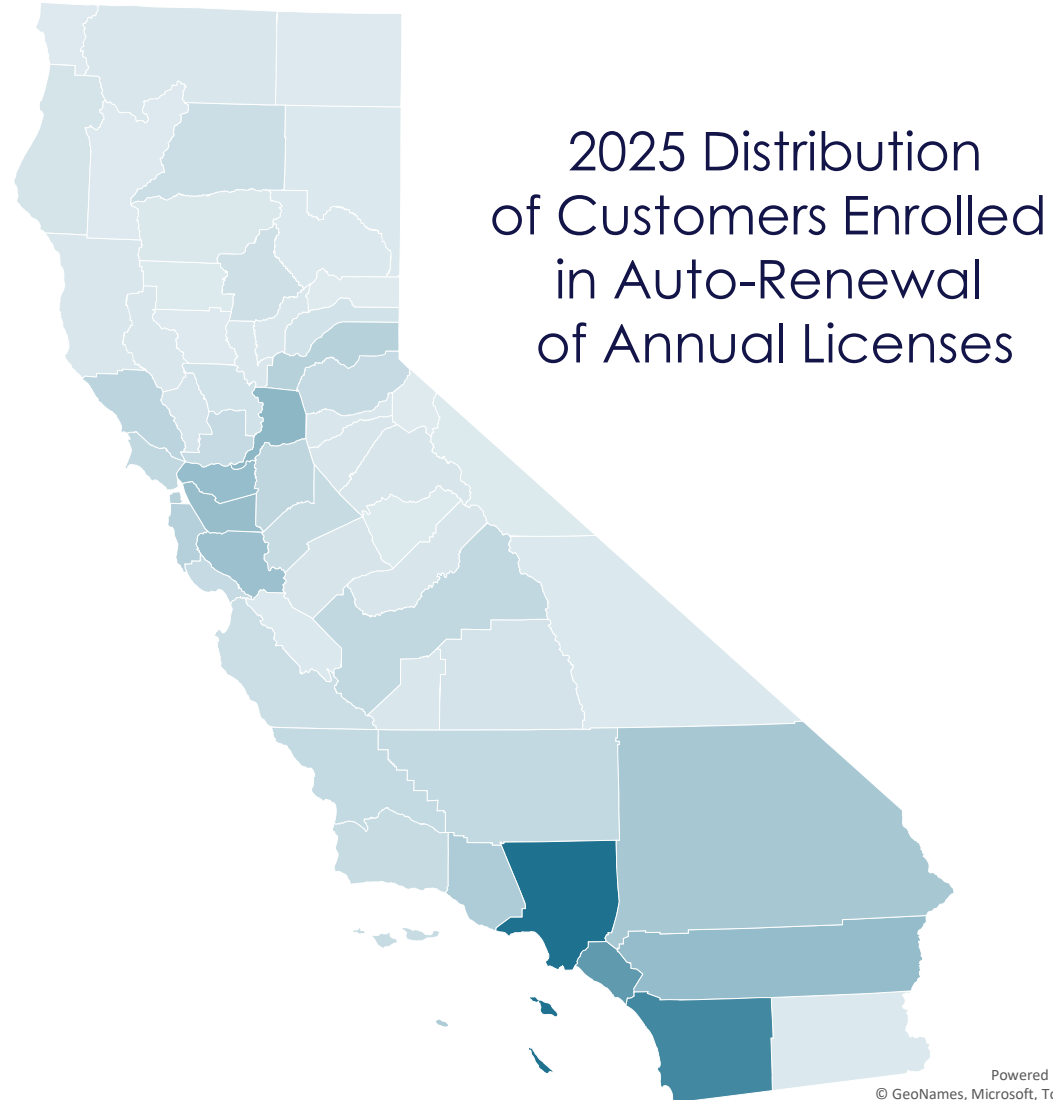 2025 Distribution
of Customers Enrolled
in Auto-Renewal
of Annual Licenses
Powered
© GeoNames, Microsoft,